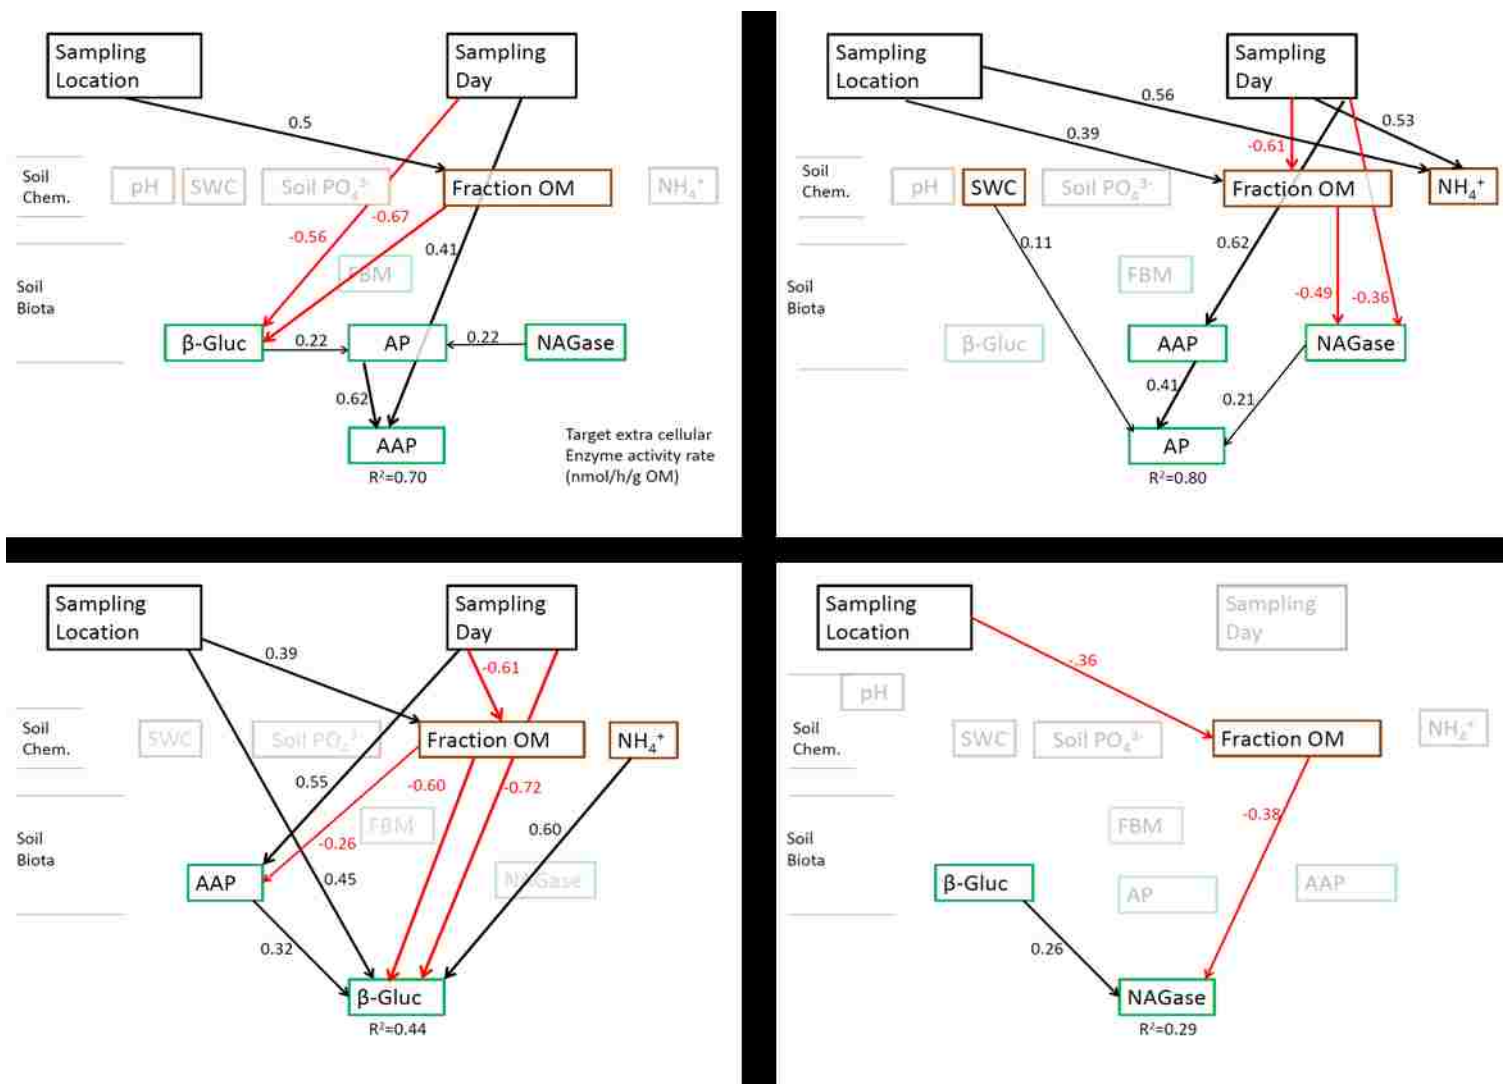 Sampling
Location
Sampling
Day
0.5
Soil
Chem.
pH
SWC
Soil PO₄³⁻
Fraction OM
NH₄⁺
-0.67
-0.56
0.41
FBM
Soil
Biota
β-Gluc
0.22
AP
0.22
NAGase
0.62
AAP
R²=0.70
Target extra cellular
Enzyme activity rate
(nmol/h/g OM)
Sampling
Location
Sampling
Day
0.56
0.53
0.39
-0.61
Soil
Chem.
pH
SWC
Soil PO₄³⁻
Fraction OM
NH₄⁺
0.11
0.62
FBM
-0.49
-0.36
Soil
Biota
β-Gluc
AAP
NAGase
0.41
0.21
AP
R²=0.80
Sampling
Location
Sampling
Day
0.39
-0.61
Soil
Chem.
SWC
Soil PO₄³⁻
Fraction OM
NH₄⁺
0.55
-0.60
-0.72
FBM
0.60
Soil
Biota
-0.26
AAP
0.45
NAGase
0.32
β-Gluc
R²=0.44
Sampling
Location
Sampling
Day
-.36
pH
Soil
Chem.
SWC
Soil PO₄³⁻
Fraction OM
NH₄⁺
-0.38
FBM
Soil
Biota
β-Gluc
AP
AAP
0.26
NAGase
R²=0.29